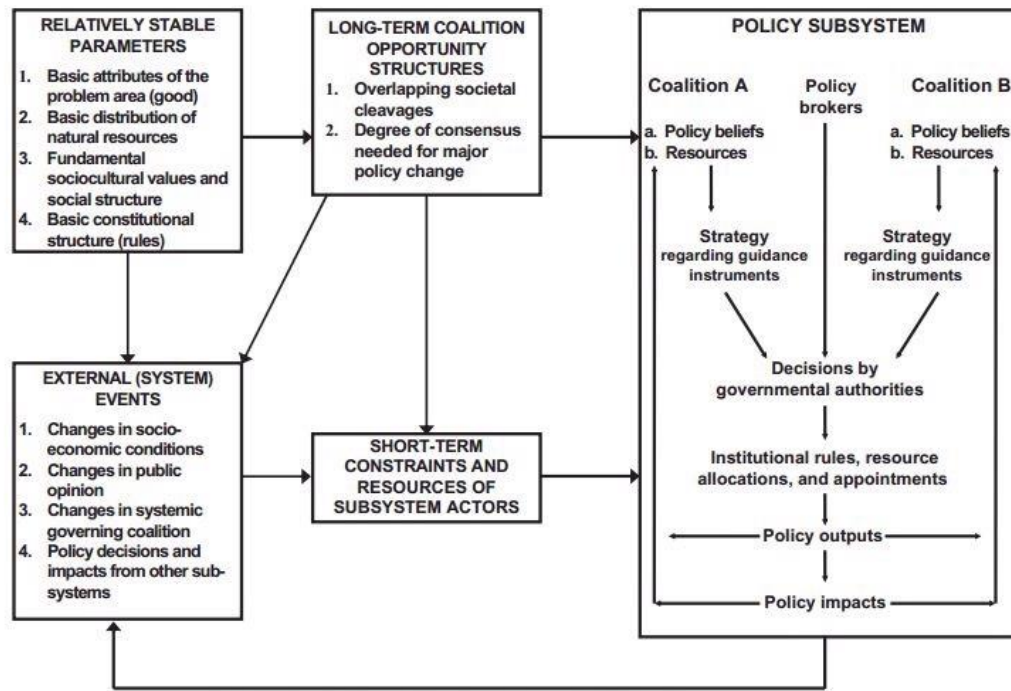 RELATIVELY STABLE
PARAMETERS
1. Basic attributes of the
problem area (good)
2. Basic distribution of
natural resources
3. Fundamental
sociocultural values and
social structure
4. Basic constitutional
structure (rules)
LONG-TERM COALITION
OPPORTUNITY
STRUCTURES
1. Overlapping societal
cleavages
2. Degree of consensus
needed for major
policy change
EXTERNAL (SYSTEM)
EVENTS
1. Changes in socio-
economic conditions
2. Changes in public
opinion
3. Changes in systemic
governing coalition
4. Policy decisions and
impacts from other sub-
systems
SHORT-TERM
CONSTRAINTS AND
RESOURCES OF
SUBSYSTEM ACTORS
POLICY SUBSYSTEM
Coalition A
a. Policy beliefs
b. Resources
Strategy
regarding guidance
instruments
Policy
brokers
Coalition B
a. Policy beliefs
b. Resources
Strategy
regarding guidance
instruments
Decisions by
governmental authorities
Institutional rules, resource
allocations, and appointments
Policy outputs
Policy impacts